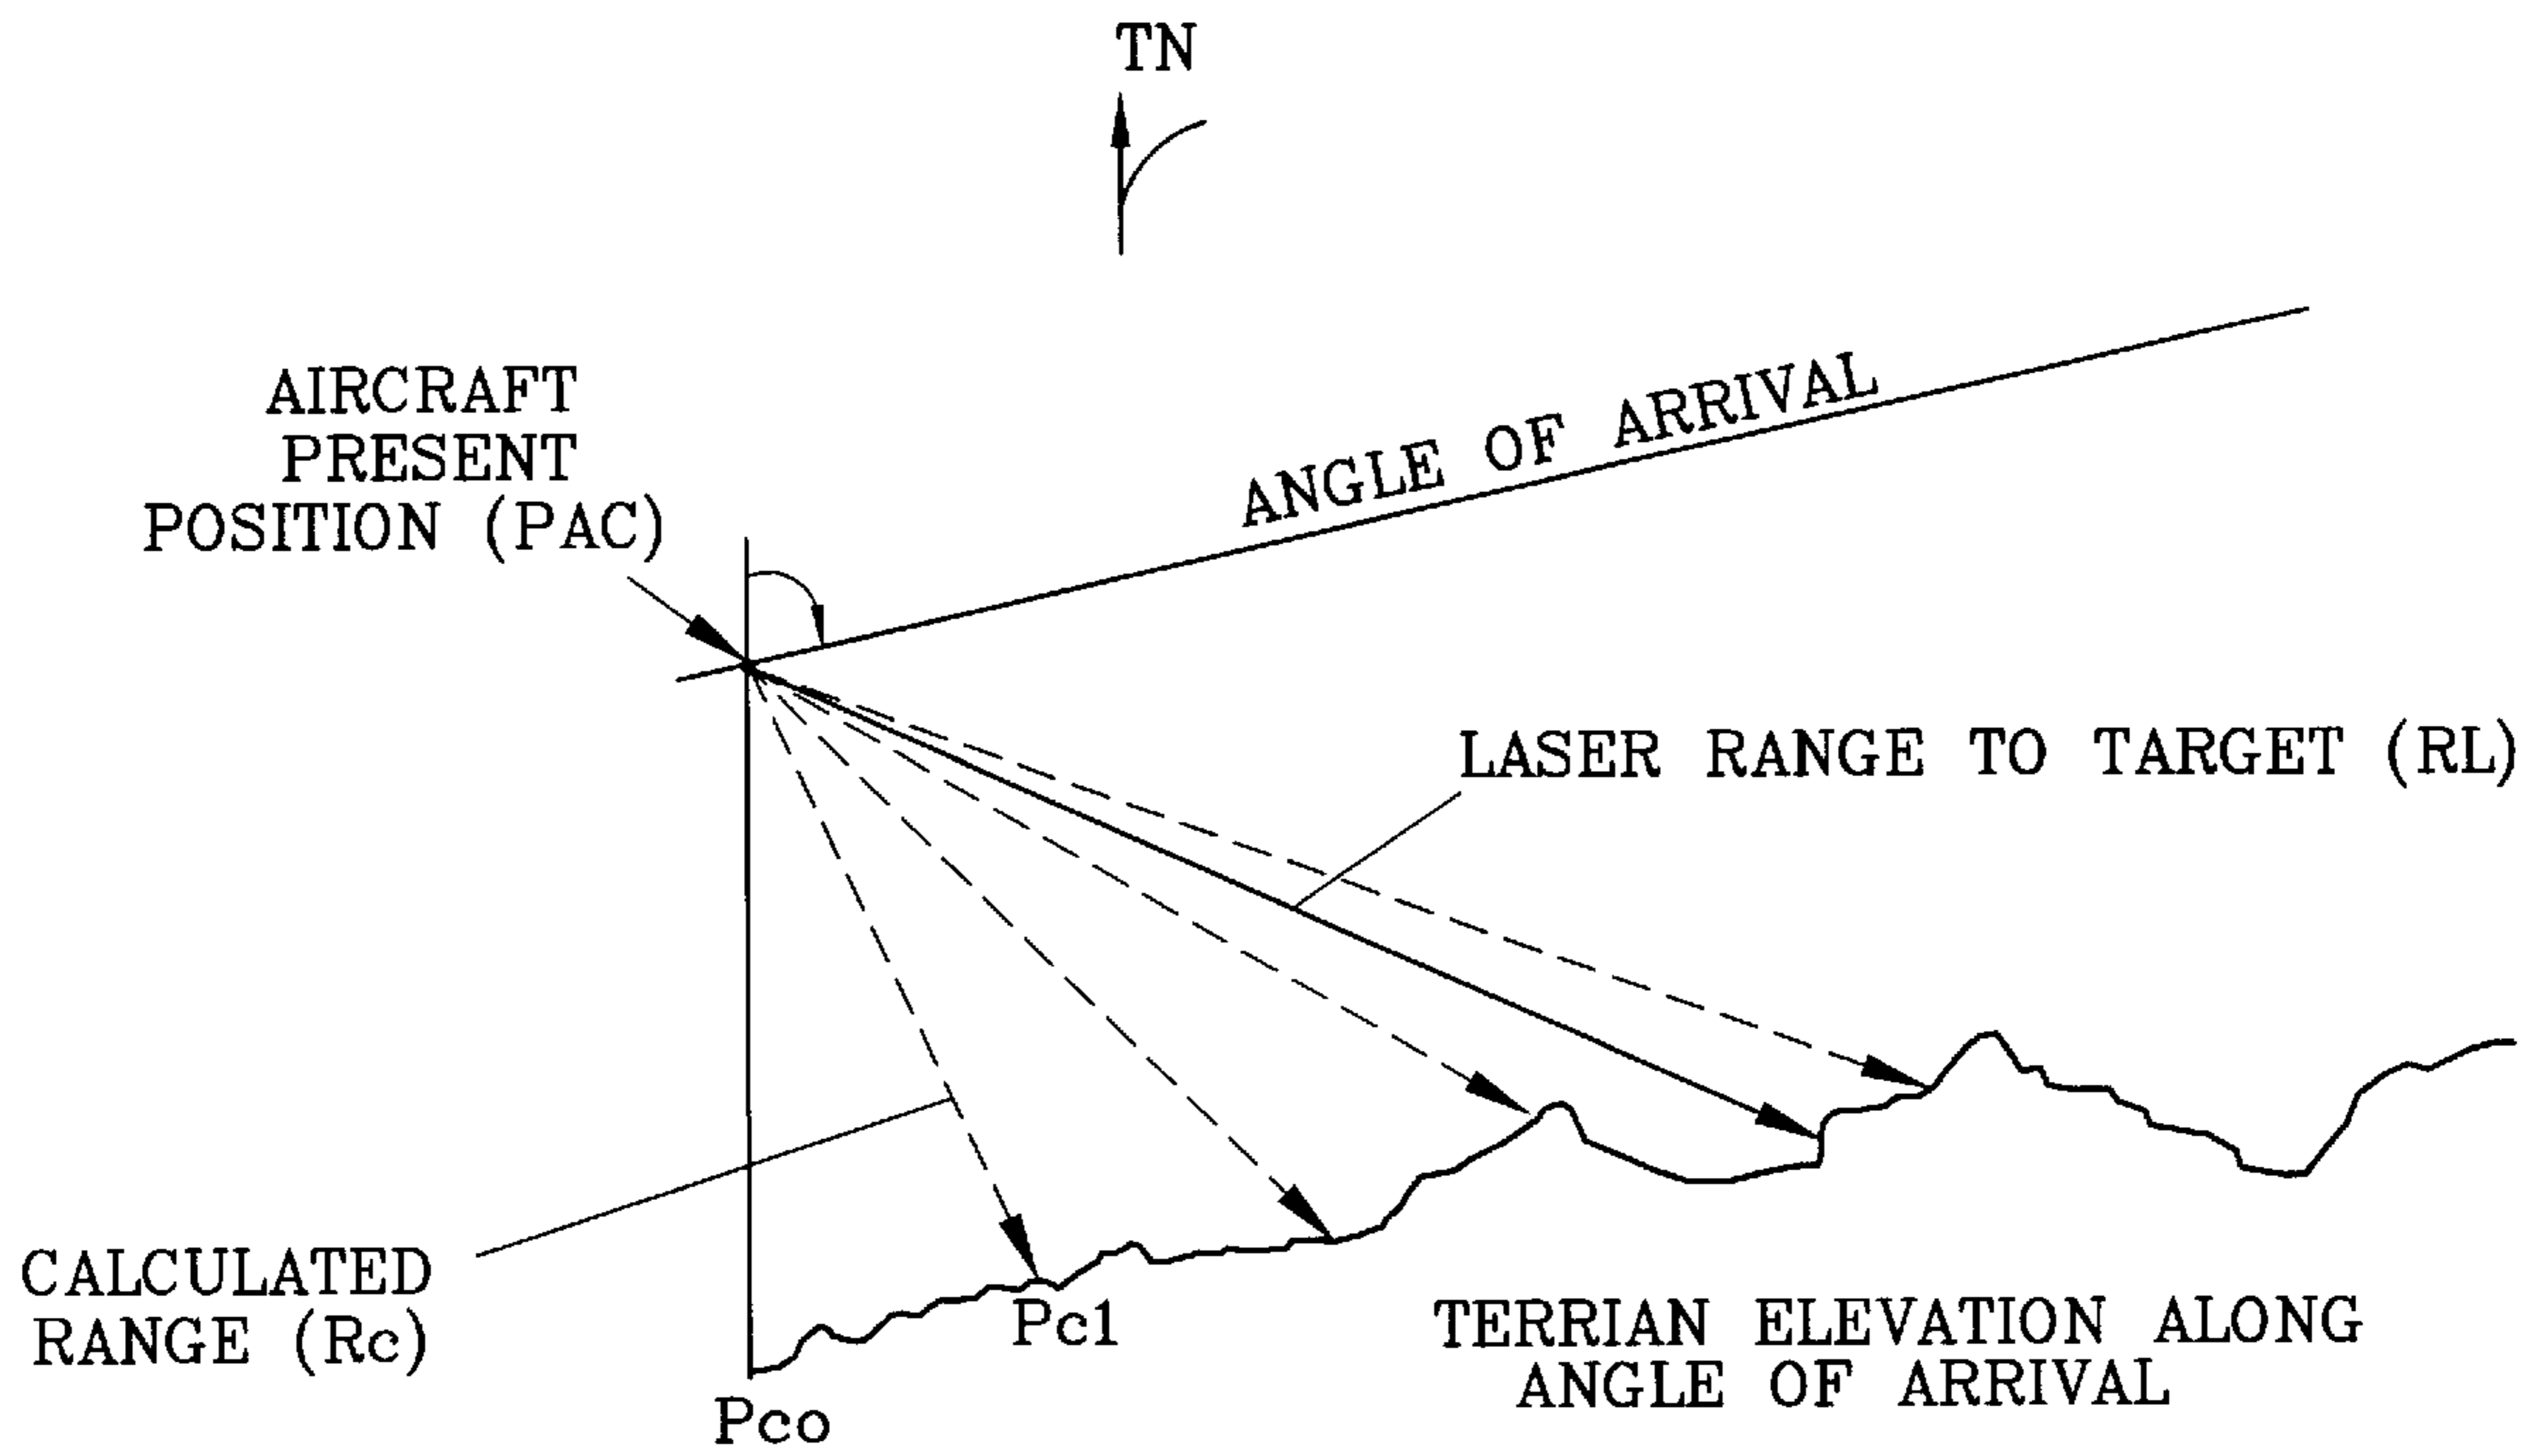 TN
AIRCRAFT
PRESENT
POSITION (PAC)
ANGLE OF ARRIVAL
LASER RANGE TO TARGET (RL)
CALCULATED
RANGE (Rc)
Pc1
TERRIAN ELEVATION ALONG
ANGLE OF ARRIVAL
Pco